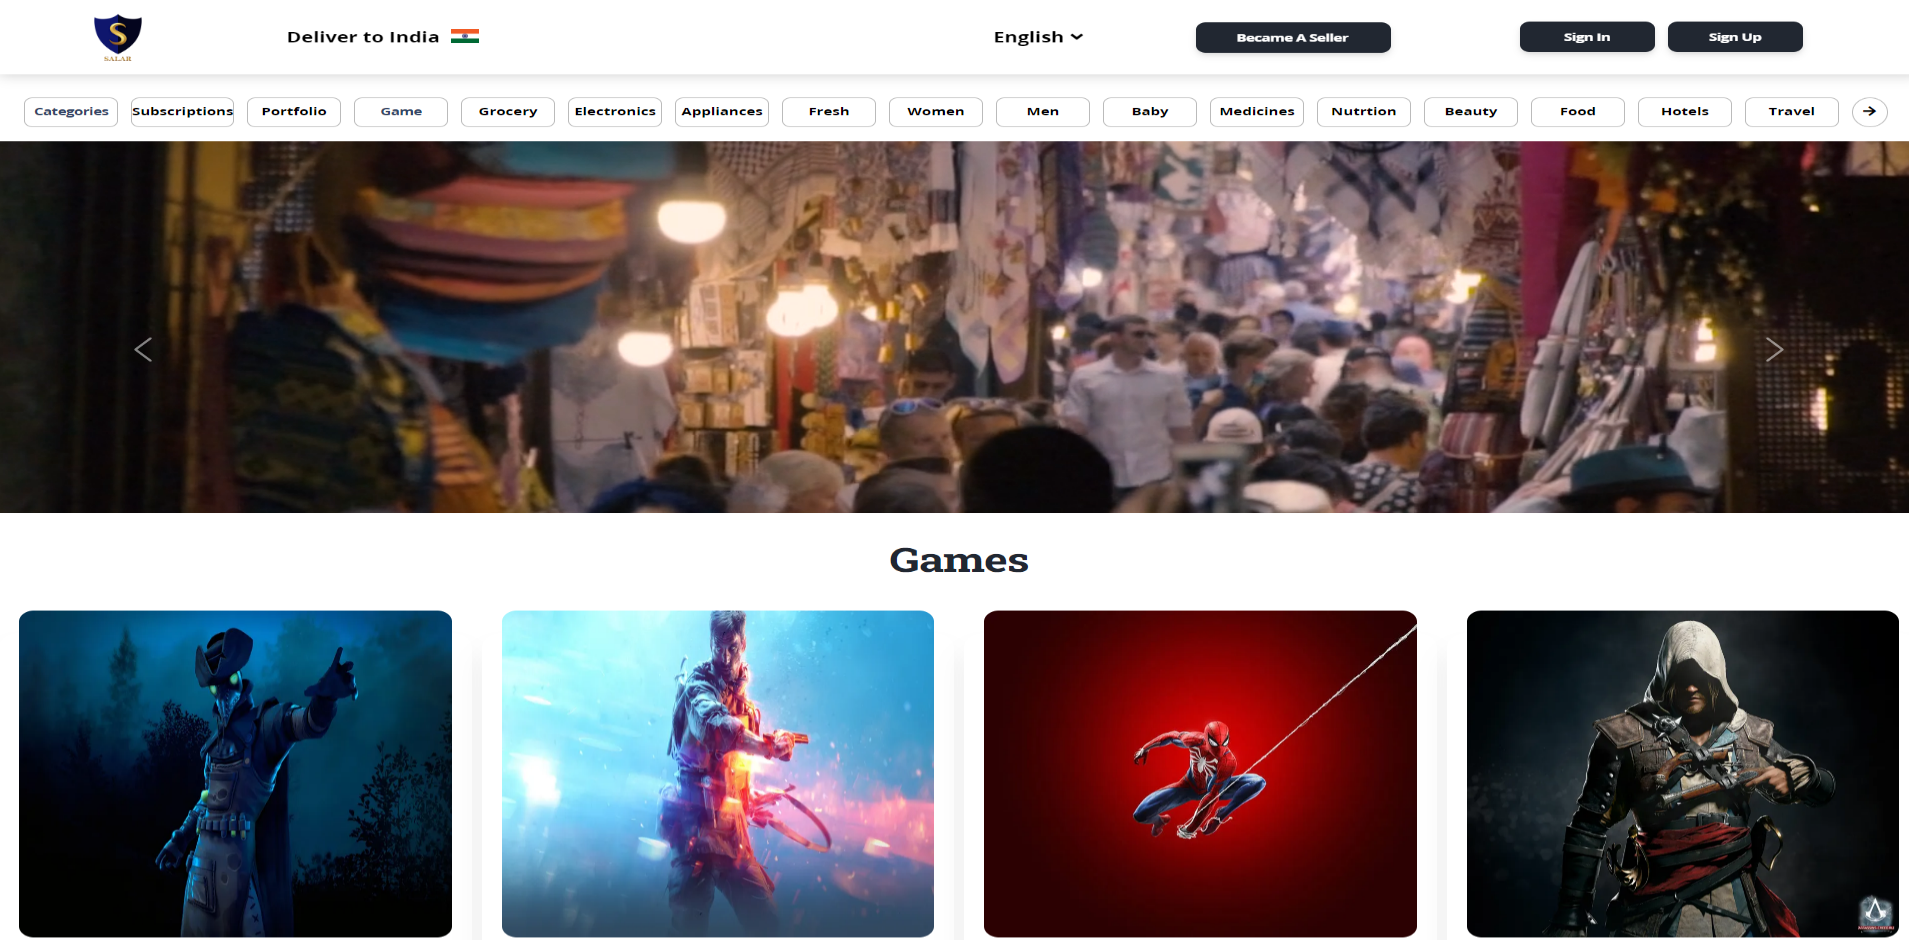 SALAR
Deliver to India
English
Became A Seller
Sign In
Sign Up
Categories
Subscriptions
Portfolio
Game
Grocery
Electronics
Appliances
Fresh
Women
Men
Baby
Medicines
Nutrtion
Beauty
Food
Hotels
Travel
Games